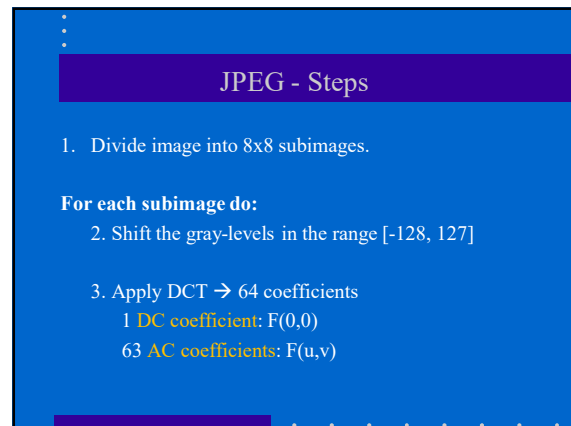 JPEG - Steps
1. Divide image into 8x8 subimages.
For each subimage do:
2. Shift the gray-levels in the range [-128, 127]
3. Apply DCT → 64 coefficients
1 DC coefficient: F(0,0)
63 AC coefficients: F(u,v)